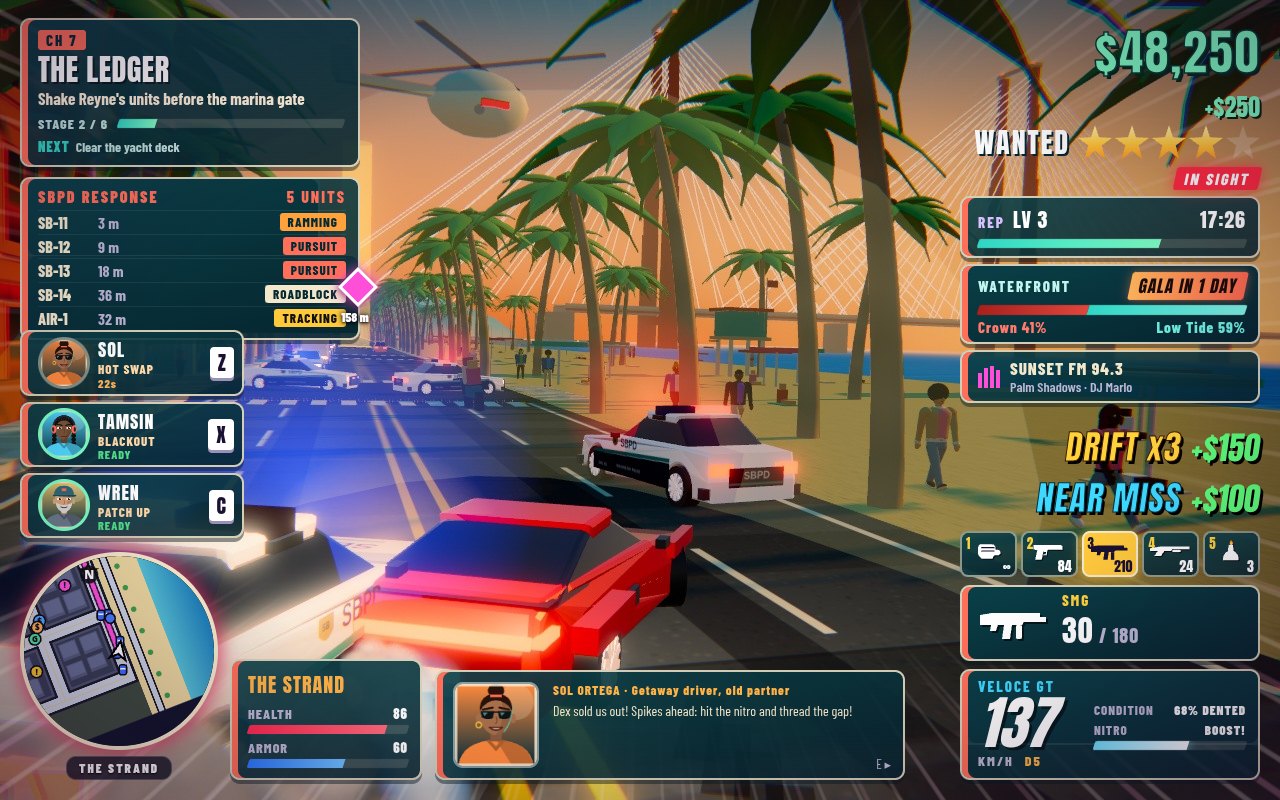 CH 7
THE LEDGER
Shake Reyne's units before the marina gate
STAGE 2 / 6
NEXT Clear the yacht deck
SBPD RESPONSE 5 UNITS
SB-11 3 m RAMMING
SB-12 9 m PURSUIT
SB-13 18 m PURSUIT
SB-14 36 m ROADBLOCK
AIR-1 32 m TRACKING
158 m
SOL
HOT SWAP
22s
Z
TAMSIN
BLACKOUT
READY
X
WREN
PATCH UP
READY
C
N
THE STRAND
THE STRAND
HEALTH 86
ARMOR 60
SOL ORTEGA · Getaway driver, old partner
Dex sold us out! Spikes ahead: hit the nitro and thread the gap!
E ▸
SBPD
SBPD
SBPD
$48,250
+$250
WANTED
IN SIGHT
REP LV 3 17:26
WATERFRONT GALA IN 1 DAY
Crown 41% Low Tide 59%
SUNSET FM 94.3
Palm Shadows · DJ Marlo
DRIFT x3 +$150
NEAR MISS +$100
1 ∞
2 84
3 210
4 24
5 3
SMG
30 / 180
VELOCE GT
137
KM/H D5
CONDITION 68% DENTED
NITRO BOOST!